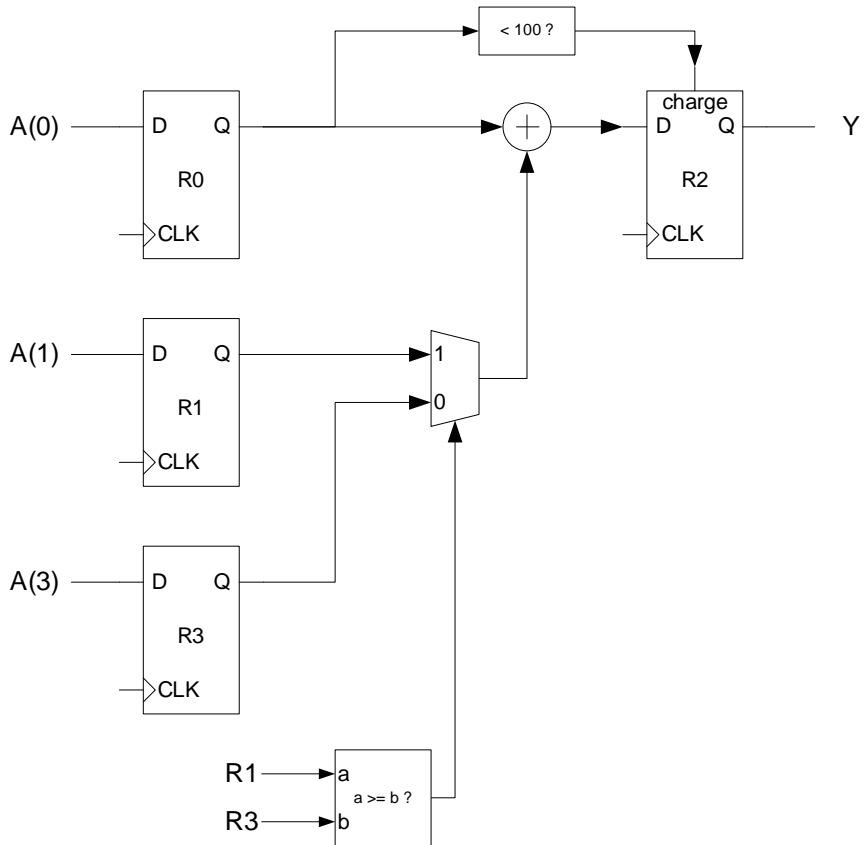 < 100 ?
charge
A(0)
D
Q
D
Q
Y
R0
R2
CLK
CLK
A(1)
D
Q
1
0
R1
CLK
A(3)
D
Q
R3
CLK
R1
a
a >= b ?
R3
b